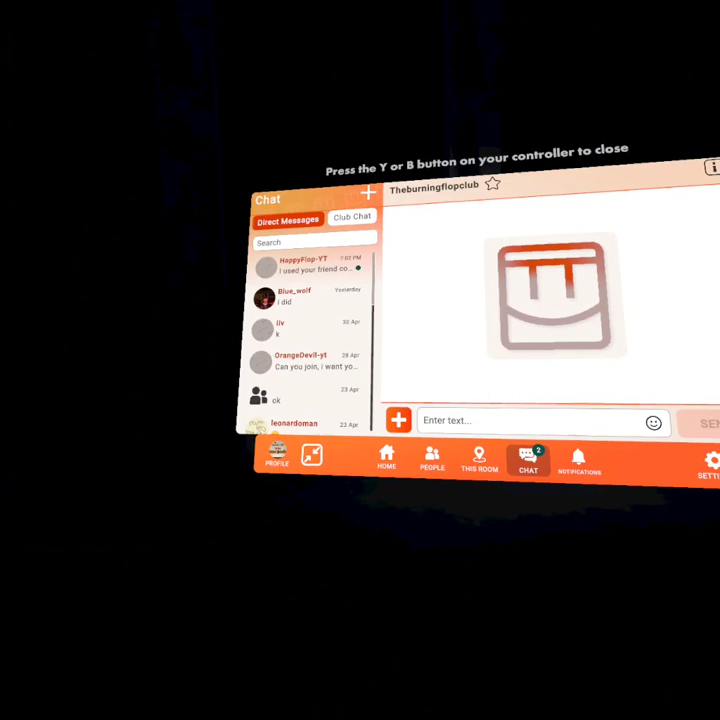 Press the Y or B button on your controller to close
Chat
Theburningflopclub
Direct Messages
Club Chat
Search
HappyFlop-YT
7:02 PM
I used your friend co...
Blue_wolf
Yesterday
i did
30 Apr
k
OrangeDevil-yt
28 Apr
Can you join, i want yo...
23 Apr
ok
leonardoman
23 Apr
Enter text...
PROFILE
HOME
PEOPLE
THIS ROOM
CHAT
2
NOTIFICATIONS